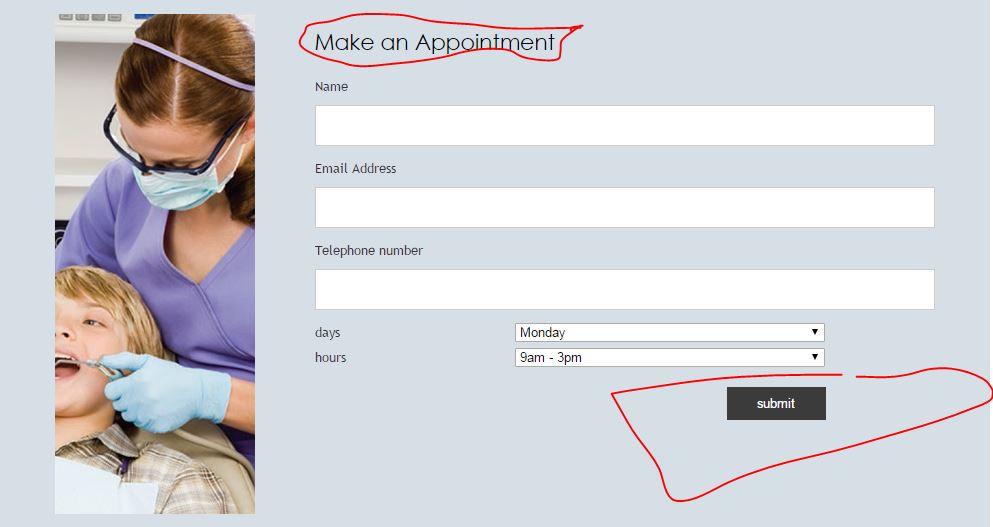 Make an Appointment
Name
Email Address
Telephone number
days Monday
hours 9am - 3pm
submit